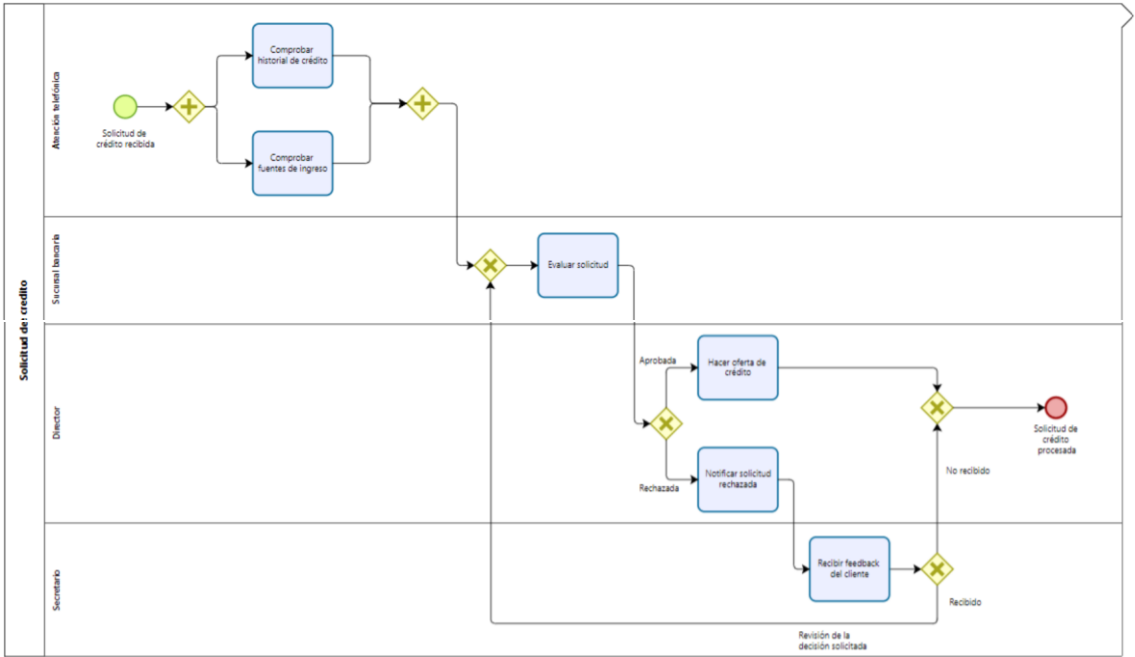 Solicitud de credito
Atención telefónica
Solicitud de
crédito recibida
Comprobar
historial de crédito
Comprobar
fuentes de ingreso
Sucursal bancaria
Evaluar solicitud
Director
Aprobada
Hacer oferta de
crédito
Rechazada
Notificar solicitud
rechazada
Solicitud de
crédito
procesada
No recibido
Secretario
Recibir feedback
del cliente
Recibido
Revisión de la
decisión solicitada